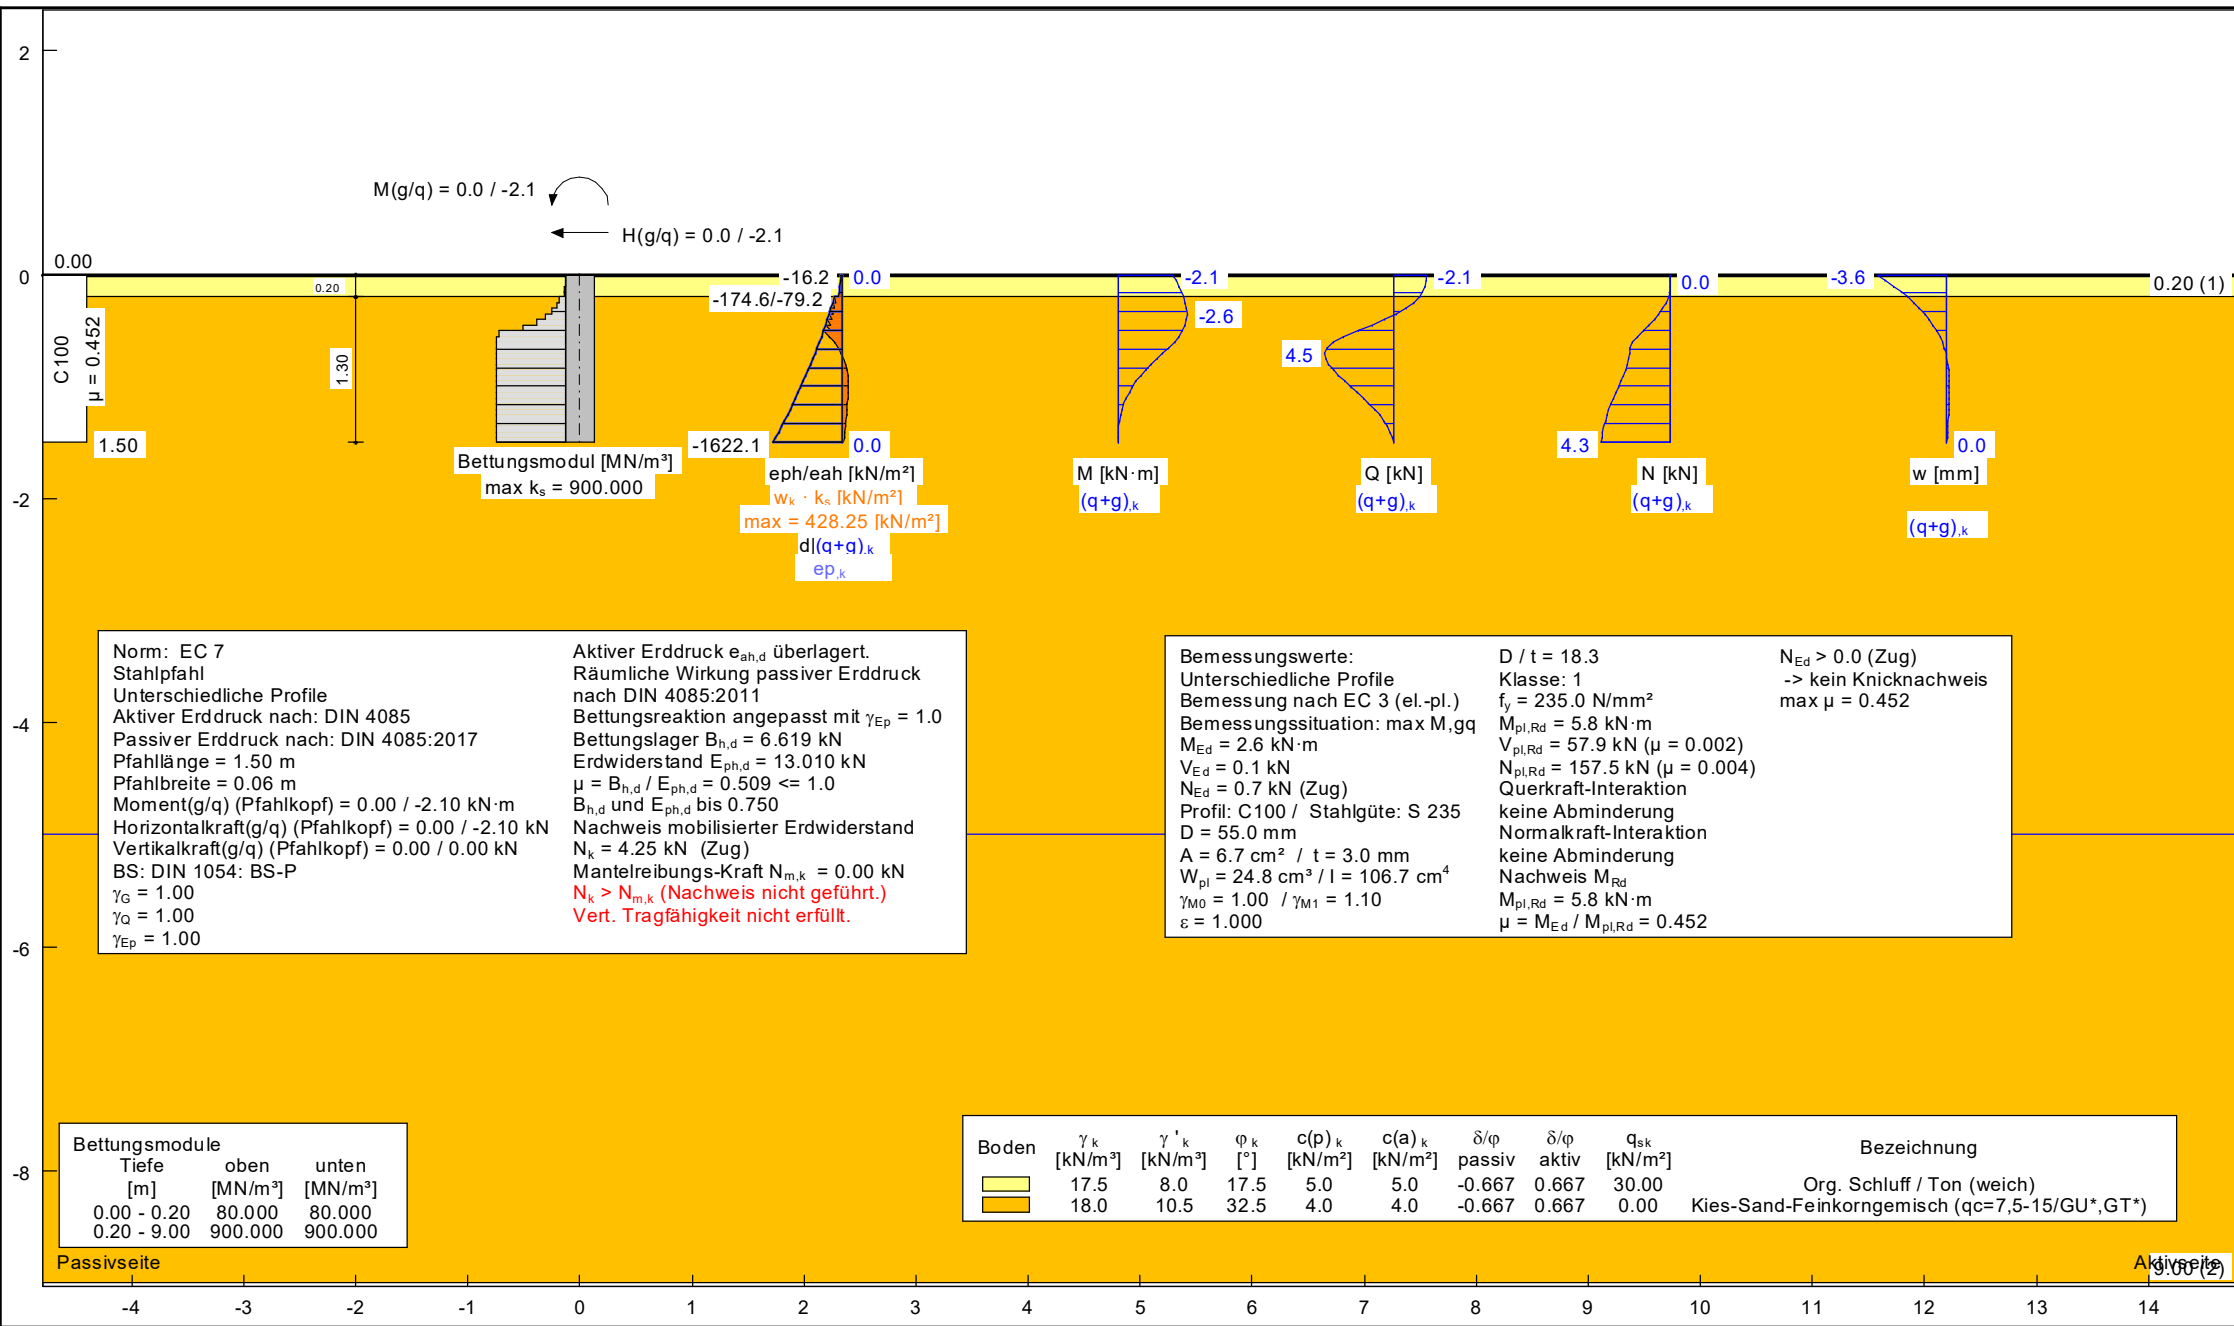 2
M(g/q) = 0.0 / -2.1
H(g/q) = 0.0 / -2.1
0
0.00
0.20
-16.2
0.0
-174.6/-79.2
-2.1
-2.6
-2.1
0.0
-3.6
0.20 (1)
C100
µ = 0.452
1.30
4.5
1.50
-1622.1
0.0
4.3
0.0
Bettungsmodul [MN/m³]
max ks = 900.000
eph/eah [kN/m²]
wk · ks [kN/m²]
max = 428.25 [kN/m²]
d|(q+g),k
ep,k
M [kN·m]
(q+g),k
Q [kN]
(q+g),k
N [kN]
(q+g),k
w [mm]
(q+g),k
-2
-4
-6
-8
Norm: EC 7
Stahlpfahl
Unterschiedliche Profile
Aktiver Erddruck nach: DIN 4085
Passiver Erddruck nach: DIN 4085:2017
Pfahllänge = 1.50 m
Pfahlbreite = 0.06 m
Moment(g/q) (Pfahlkopf) = 0.00 / -2.10 kN·m
Horizontalkraft(g/q) (Pfahlkopf) = 0.00 / -2.10 kN
Vertikalkraft(g/q) (Pfahlkopf) = 0.00 / 0.00 kN
BS: DIN 1054: BS-P
γG = 1.00
γQ = 1.00
γEp = 1.00
Aktiver Erddruck eah,d überlagert.
Räumliche Wirkung passiver Erddruck
nach DIN 4085:2011
Bettungsreaktion angepasst mit γEp = 1.0
Bettungslager Bh,d = 6.619 kN
Erdwiderstand Eph,d = 13.010 kN
µ = Bh,d / Eph,d = 0.509 <= 1.0
Bh,d und Eph,d bis 0.750
Nachweis mobilisierter Erdwiderstand
Nk = 4.25 kN (Zug)
Mantelreibungs-Kraft Nm,k = 0.00 kN
Nk > Nm,k (Nachweis nicht geführt.)
Vert. Tragfähigkeit nicht erfüllt.
Bemessungswerte:
Unterschiedliche Profile
Bemessung nach EC 3 (el.-pl.)
Bemessungssituation: max M,gq
MEd = 2.6 kN·m
VEd = 0.1 kN
NEd = 0.7 kN (Zug)
Profil: C100 / Stahlgüte: S 235
D = 55.0 mm
A = 6.7 cm² / t = 3.0 mm
Wpl = 24.8 cm³ / I = 106.7 cm⁴
γM0 = 1.00 / γM1 = 1.10
ε = 1.000
D / t = 18.3
Klasse: 1
fy = 235.0 N/mm²
Mpl,Rd = 5.8 kN·m
Vpl,Rd = 57.9 kN (µ = 0.002)
Npl,Rd = 157.5 kN (µ = 0.004)
Querkraft-Interaktion
keine Abminderung
Normalkraft-Interaktion
keine Abminderung
Nachweis MRd
Mpl,Rd = 5.8 kN·m
µ = MEd / Mpl,Rd = 0.452
NEd > 0.0 (Zug)
-> kein Knicknachweis
max µ = 0.452
Bettungsmodule
Tiefe oben unten
[m] [MN/m³] [MN/m³]
0.00 - 0.20 80.000 80.000
0.20 - 9.00 900.000 900.000
Boden γk γ'k φk c(p)k c(a)k δ/φ δ/φ qsk Bezeichnung
[kN/m³] [kN/m³] [°] [kN/m²] [kN/m²] passiv aktiv [kN/m²]
17.5 8.0 17.5 5.0 5.0 -0.667 0.667 30.00 Org. Schluff / Ton (weich)
18.0 10.5 32.5 4.0 4.0 -0.667 0.667 0.00 Kies-Sand-Feinkorngemisch (qc=7,5-15/GU*,GT*)
Passivseite
Aktivseite
9.00 (2)
-4 -3 -2 -1 0 1 2 3 4 5 6 7 8 9 10 11 12 13 14